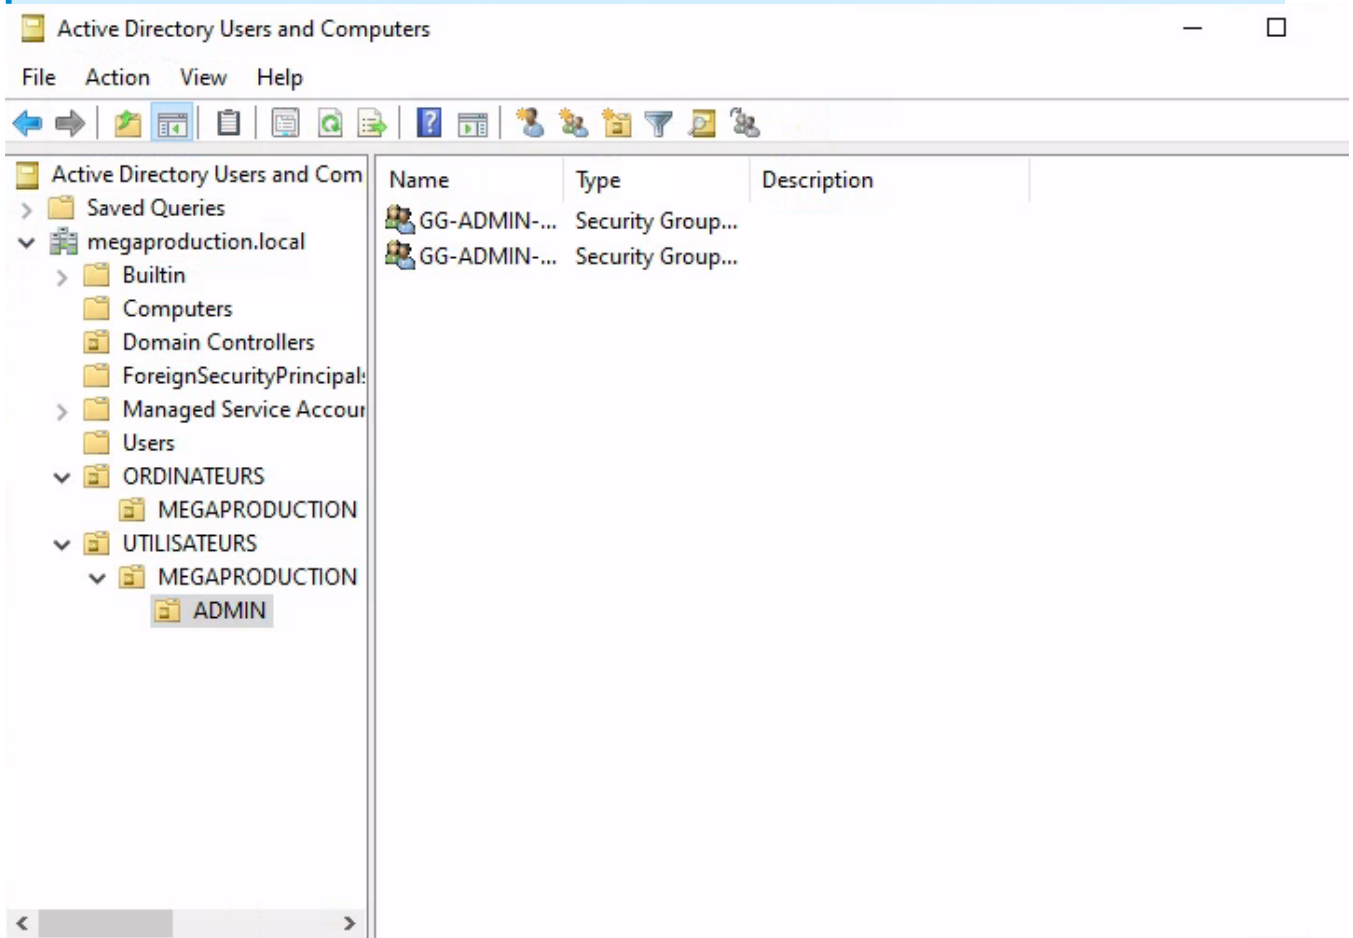 Active Directory Users and Computers
File Action View Help
Active Directory Users and Com
Saved Queries
megaproduction.local
Builtin
Computers
Domain Controllers
ForeignSecurityPrincipals
Managed Service Accour
Users
ORDINATEURS
MEGAPRODUCTION
UTILISATEURS
MEGAPRODUCTION
ADMIN
Name Type Description
GG-ADMIN-... Security Group...
GG-ADMIN-... Security Group...